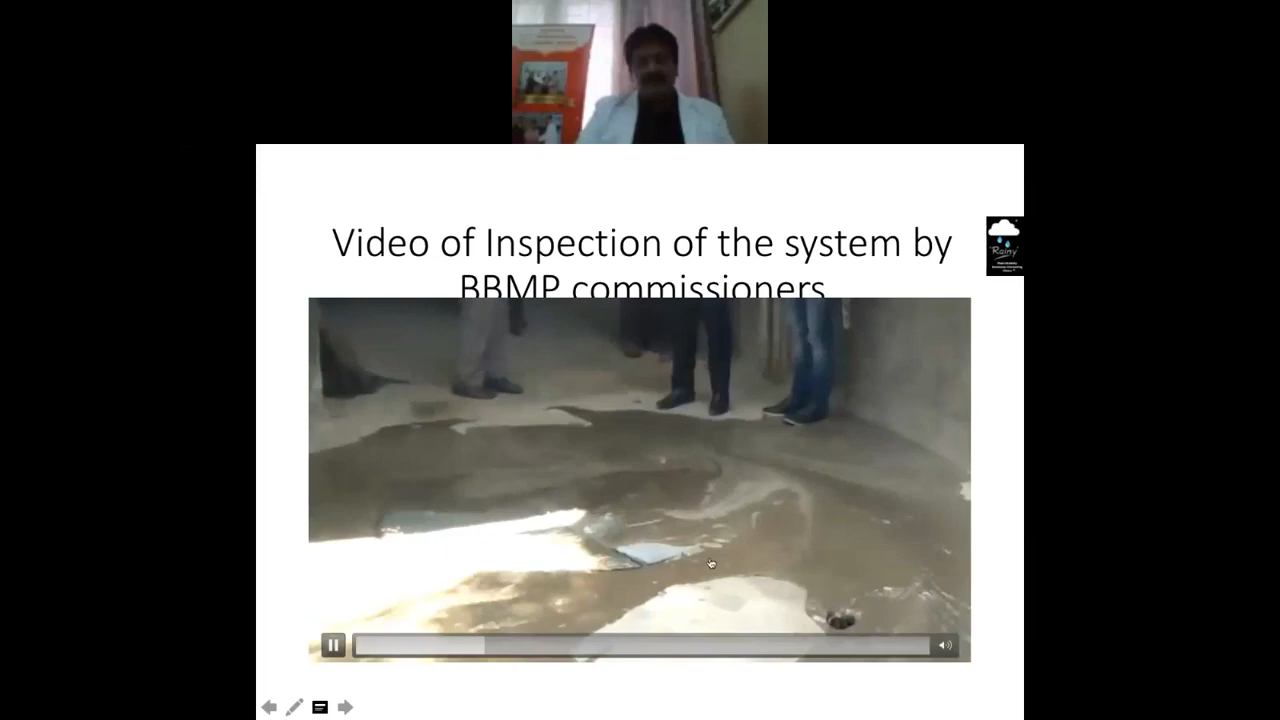 Video of Inspection of the system by
BBMP commissioners
"Rainy"